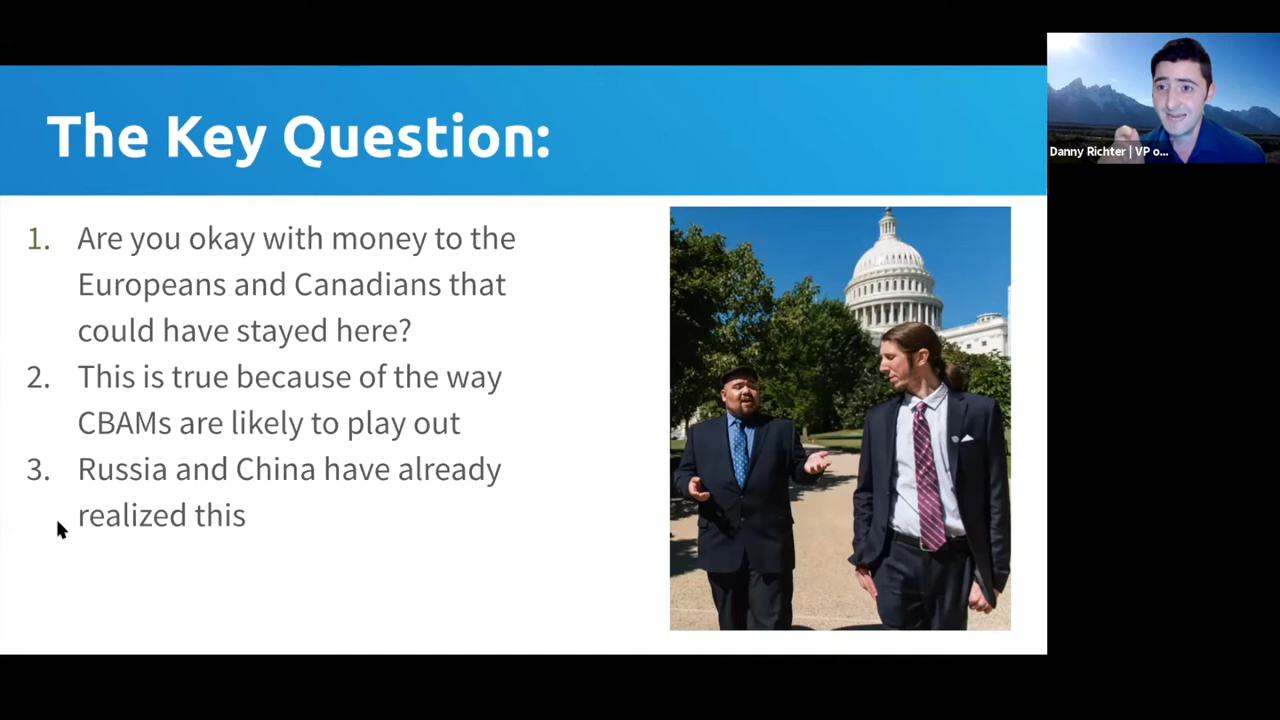 The Key Question:
1. Are you okay with money to the
Europeans and Canadians that
could have stayed here?
2. This is true because of the way
CBAMs are likely to play out
3. Russia and China have already
realized this
Danny Richter | VP o...